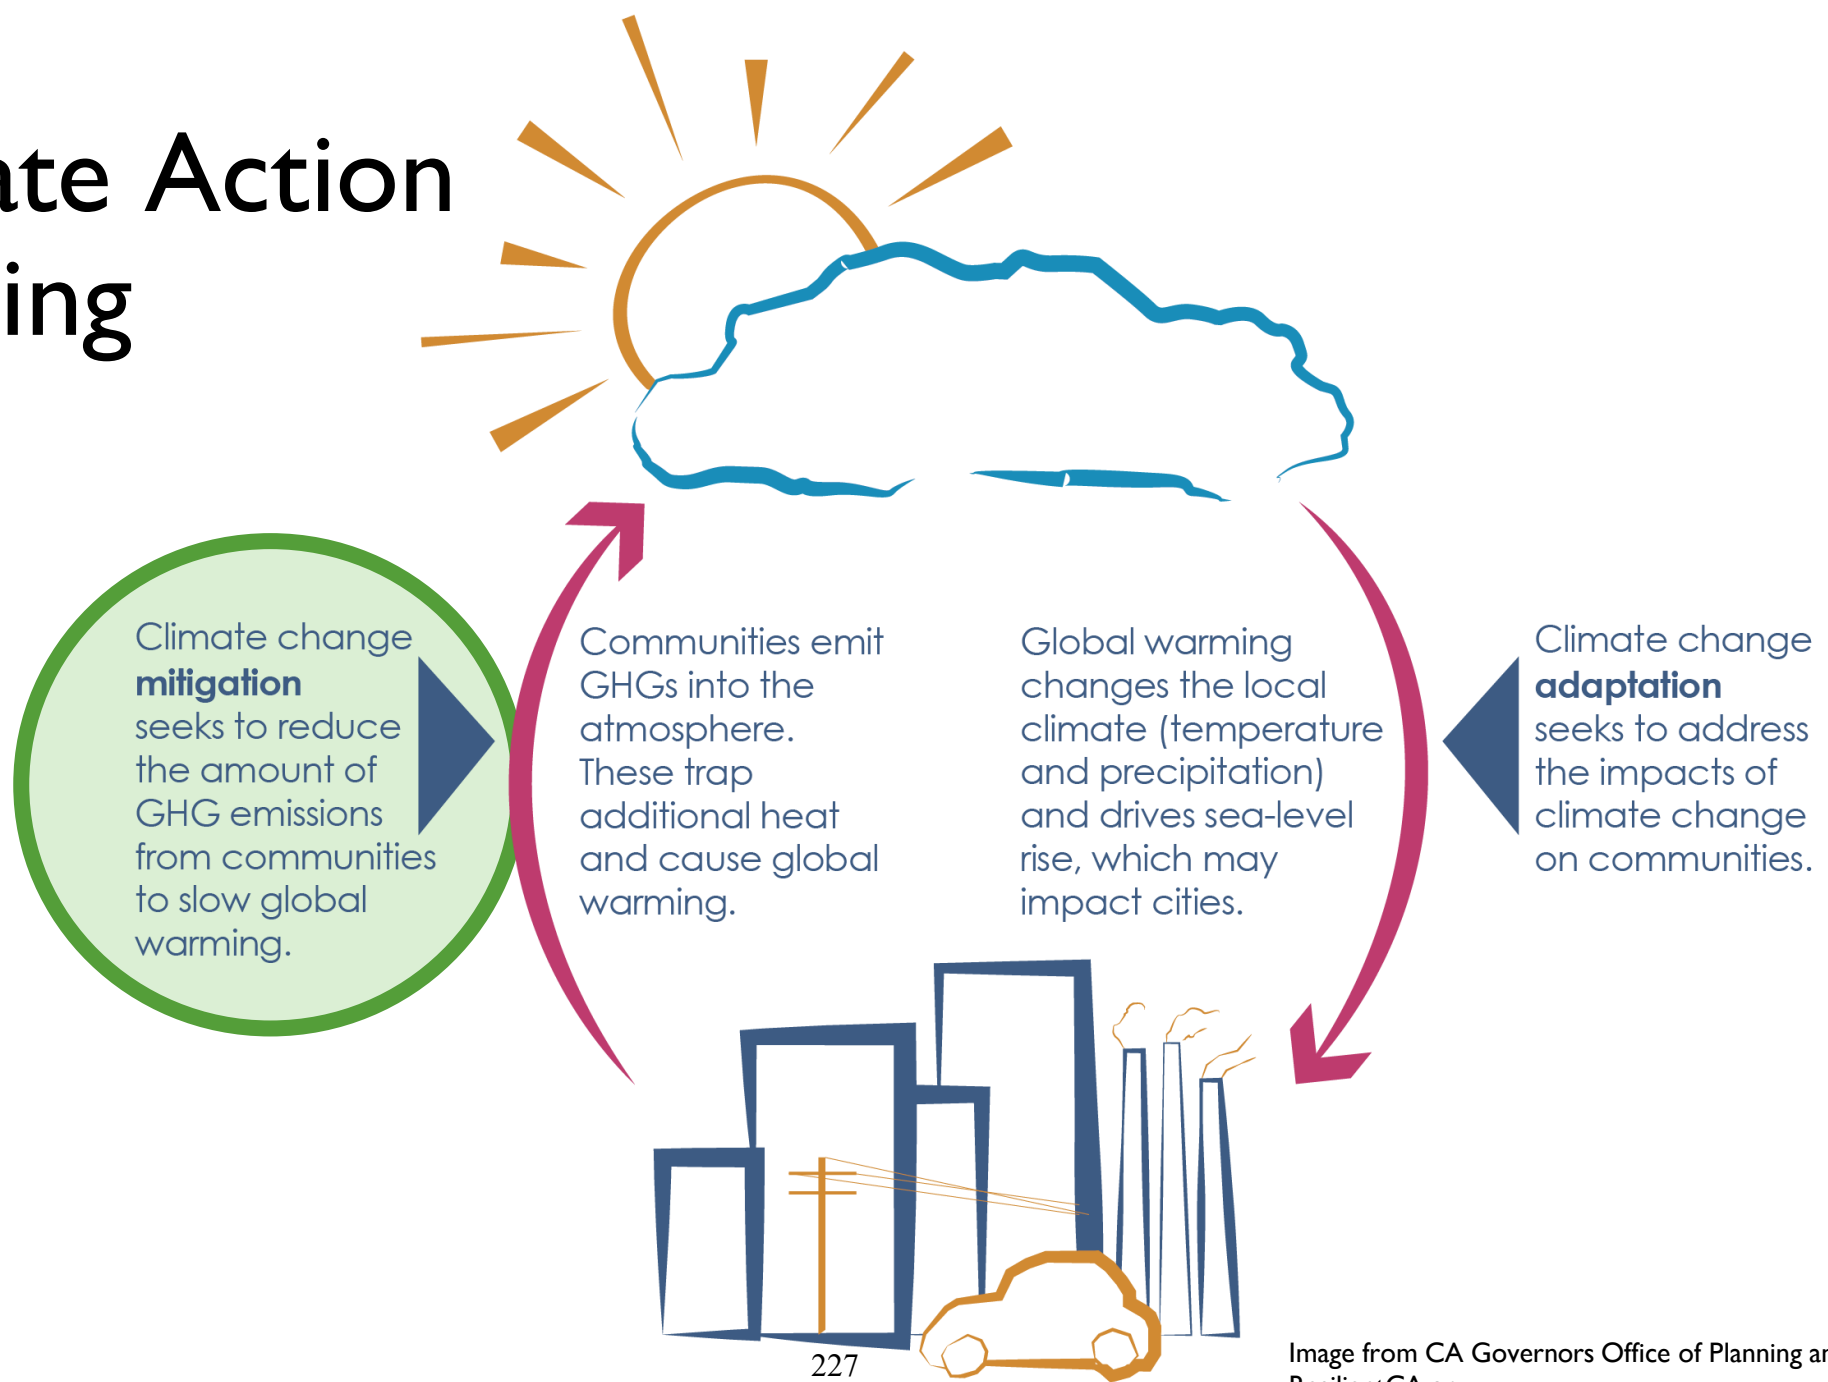 Action
Climate change
mitigation
seeks to reduce
the amount of
GHG emissions
from communities
to slow global
warming.
Communities emit
GHGs into the
atmosphere.
These trap
additional heat
and cause global
warming.
Global warming
changes the local
climate (temperature
and precipitation)
and drives sea-level
rise, which may
impact cities.
Climate change
adaptation
seeks to address
the impacts of
climate change
on communities.
227
Image from CA Governors Office of Planning